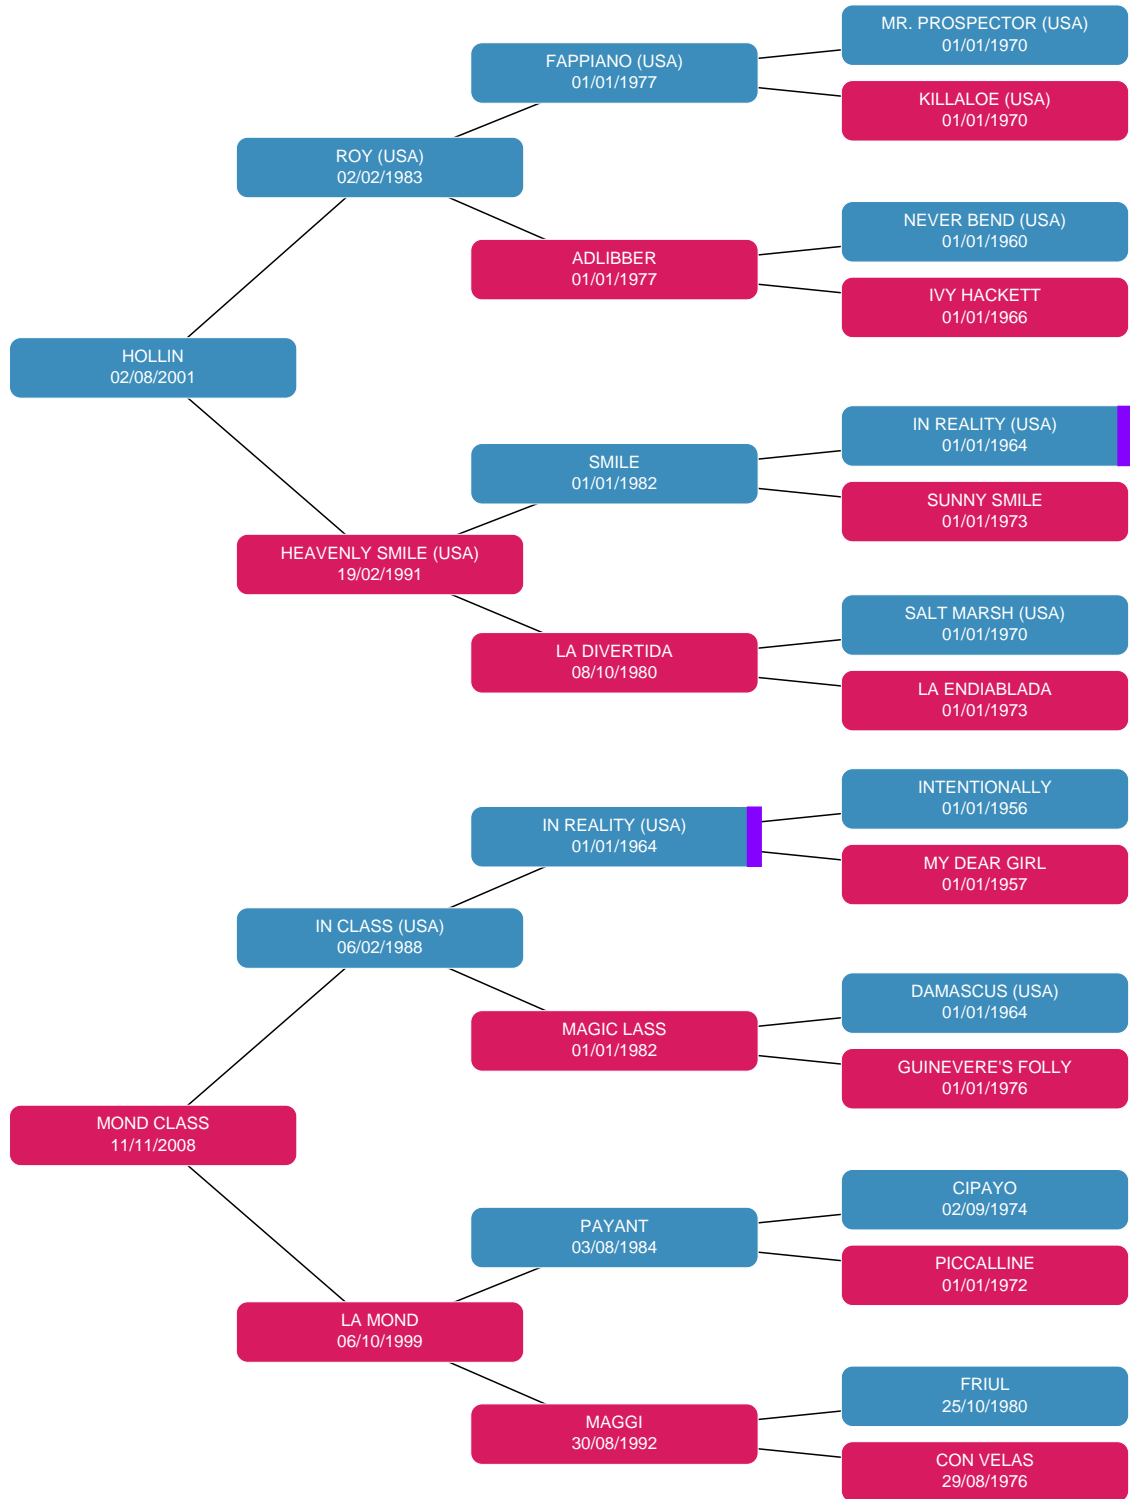 MR. PROSPECTOR (USA)
01/01/1970
FAPPIANO (USA)
01/01/1977
KILLALOE (USA)
01/01/1970
ROY (USA)
02/02/1983
NEVER BEND (USA)
01/01/1960
ADLIBBER
01/01/1977
IVY HACKETT
01/01/1966
HOLLIN
02/08/2001
IN REALITY (USA)
01/01/1964
SMILE
01/01/1982
SUNNY SMILE
01/01/1973
HEAVENLY SMILE (USA)
19/02/1991
SALT MARSH (USA)
01/01/1970
LA DIVERTIDA
08/10/1980
LA ENDIABLADA
01/01/1973
INTENTIONALLY
01/01/1956
IN REALITY (USA)
01/01/1964
MY DEAR GIRL
01/01/1957
IN CLASS (USA)
06/02/1988
DAMASCUS (USA)
01/01/1964
MAGIC LASS
01/01/1982
GUINEVERE'S FOLLY
01/01/1976
MOND CLASS
11/11/2008
CIPAYO
02/09/1974
PAYANT
03/08/1984
PICCALLINE
01/01/1972
LA MOND
06/10/1999
FRIUL
25/10/1980
MAGGI
30/08/1992
CON VELAS
29/08/1976